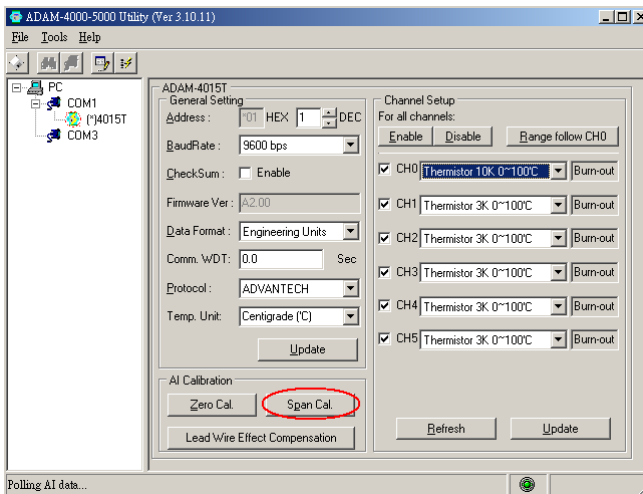 ADAM-4000-5000 Utility (Ver 3.10.11)
File Tools Help
PC
COM1
(*)4015T
COM3
ADAM-4015T
General Setting
Address : *01 HEX 1 DEC
BaudRate : 9600 bps
CheckSum : Enable
Firmware Ver : A2.00
Data Format : Engineering Units
Comm. WDT: 0.0 Sec
Protocol : ADVANTECH
Temp. Unit: Centigrade (°C)
Update
AI Calibration
Zero Cal. Span Cal.
Lead Wire Effect Compensation
Channel Setup
For all channels:
Enable Disable Range follow CH0
CH0 Thermistor 10K 0~100°C Burn-out
CH1 Thermistor 3K 0~100°C Burn-out
CH2 Thermistor 3K 0~100°C Burn-out
CH3 Thermistor 3K 0~100°C Burn-out
CH4 Thermistor 3K 0~100°C Burn-out
CH5 Thermistor 3K 0~100°C Burn-out
Refresh Update
Polling AI data...